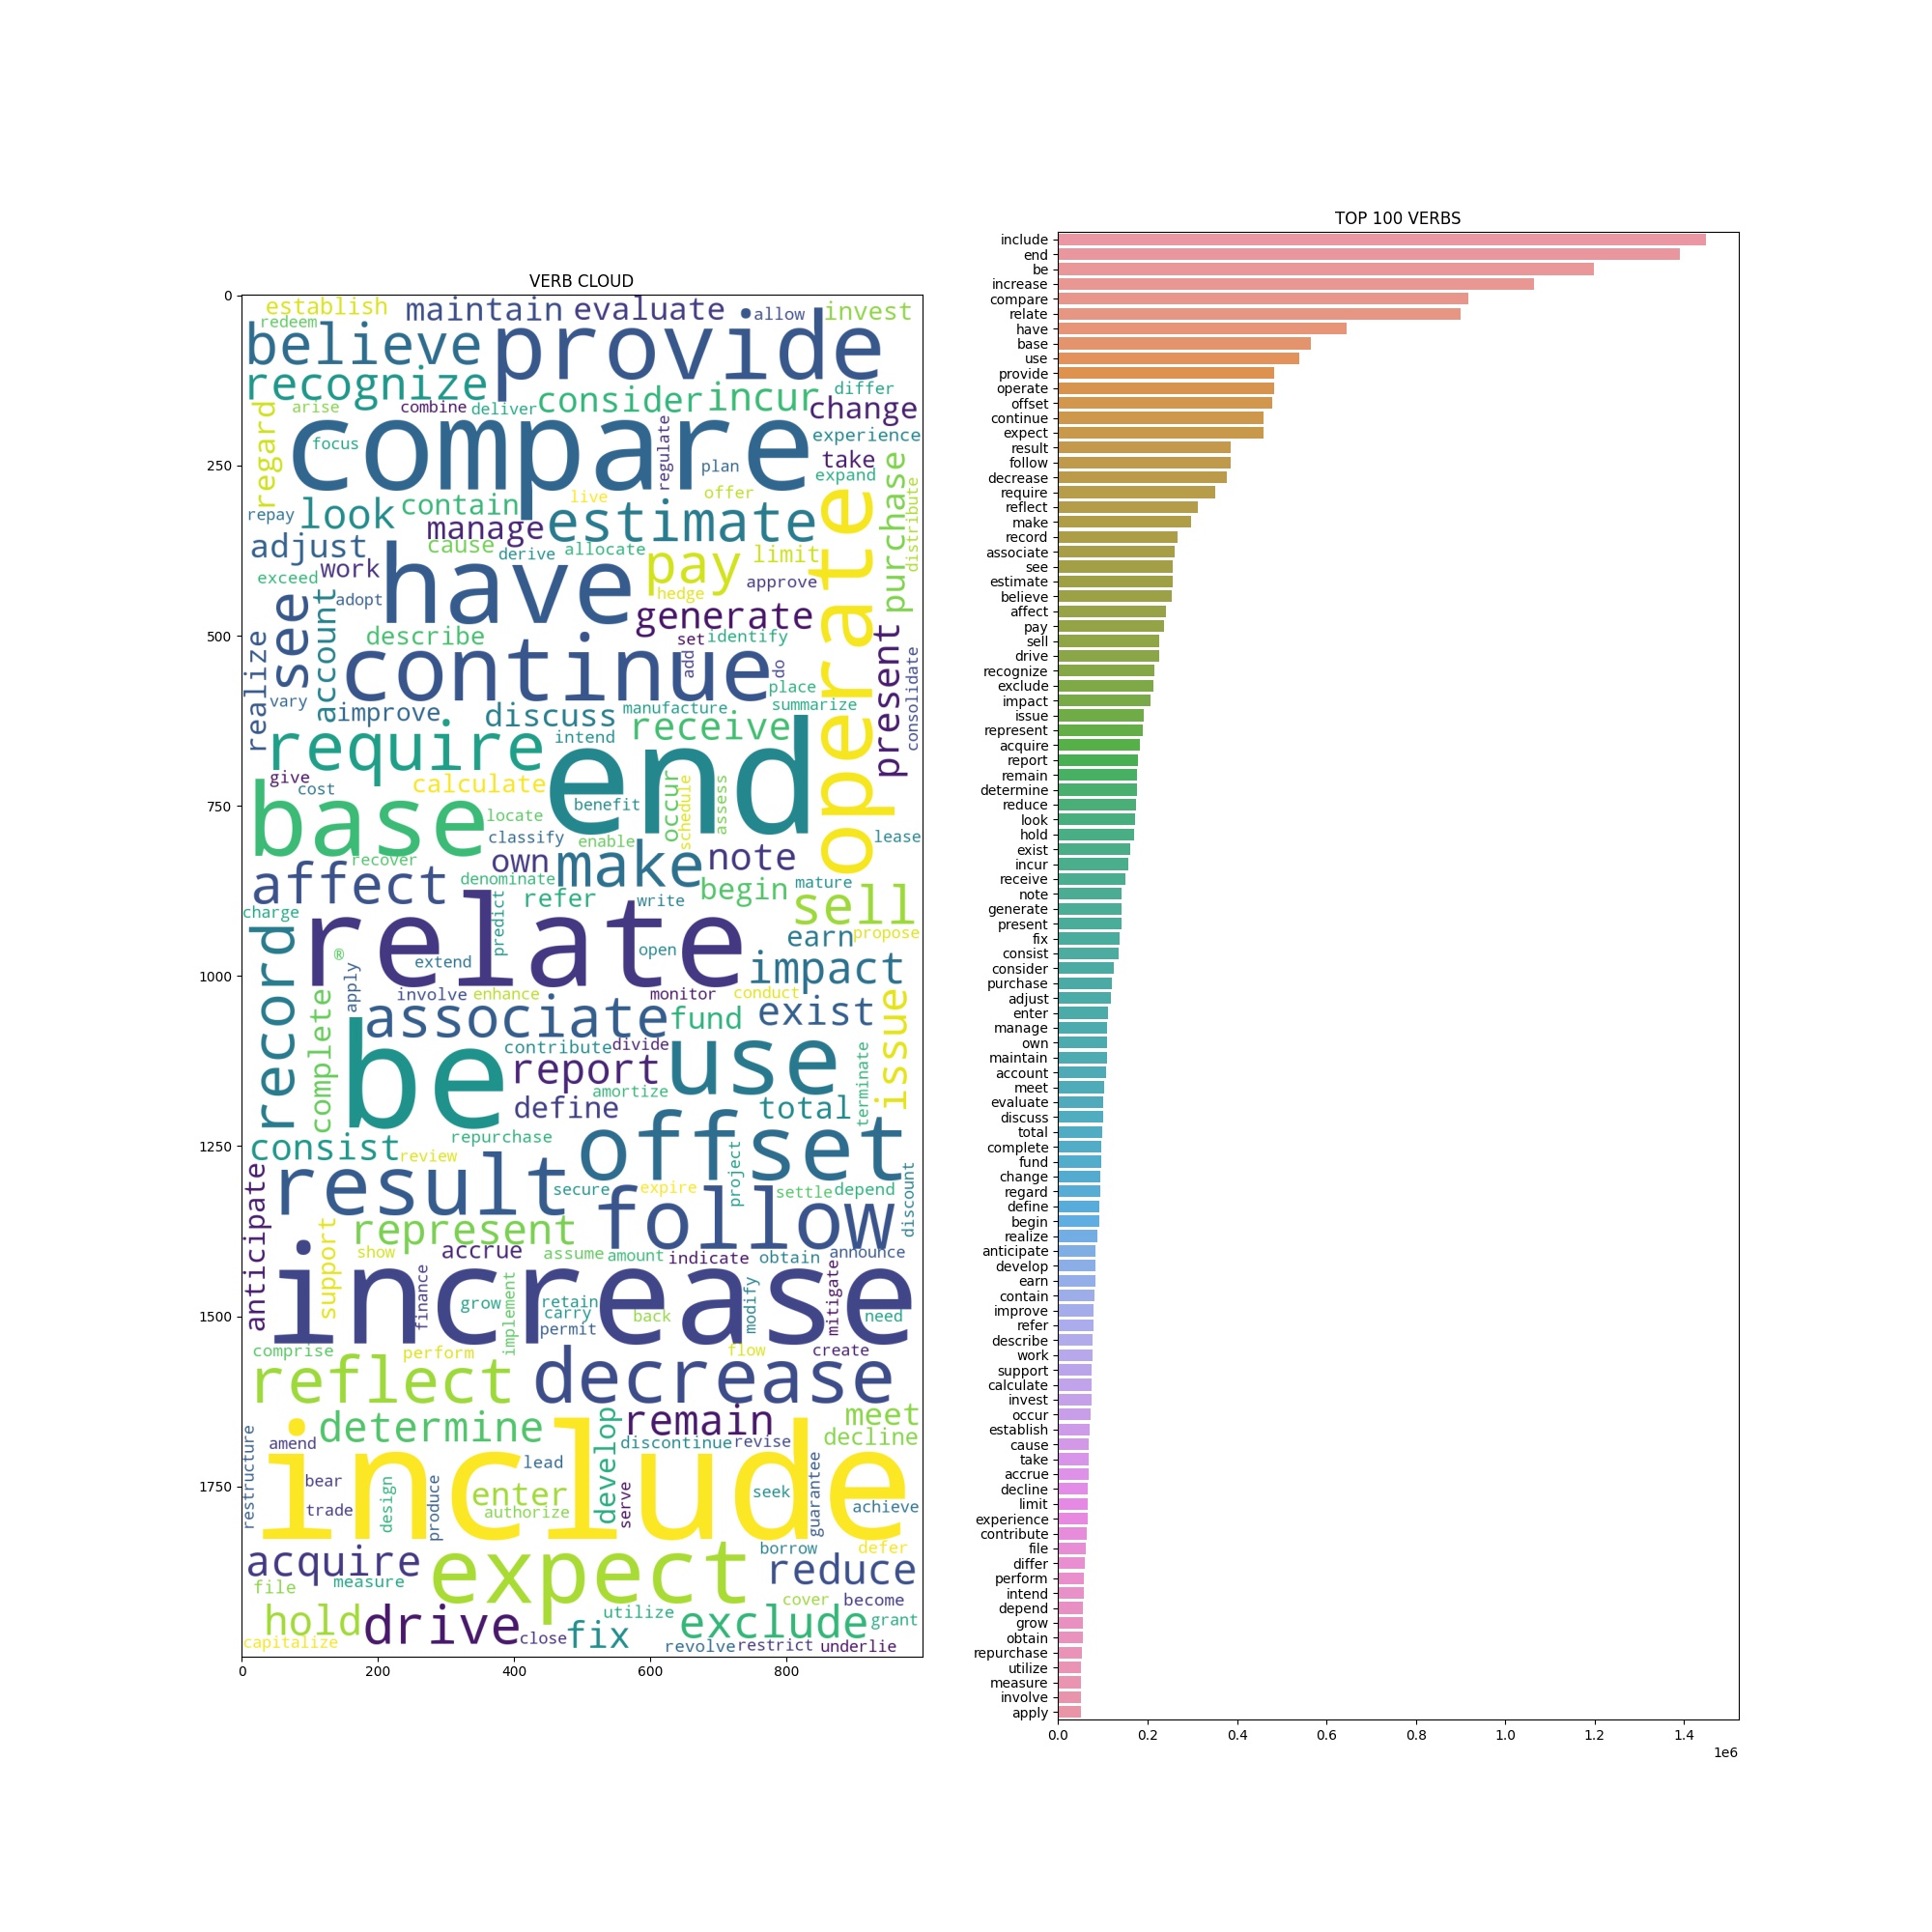 VERB CLOUD
establish maintain evaluate allow invest
redeem believe provide
recognize consider incur differ
arise combine deliver change
regard focus compare regulate experience
plan take expand
repay look contain live offer purchase distribute
manage estimate
adjust cause derive allocate pay limit operate
exceed work have hedge approve
adopt see account generate
describe set identify present
realize continue add do consolidate
vary improve discuss manufacture place summarize
require intend receive
give cost calculate end
base locate benefit occur schedule assess
classify enable lease
recover own make note
affect denominate begin mature
charge refer write sell
relate predict earn propose
record ® extend open impact
apply involve enhance monitor conduct
complete associate fund exist issue
be contribute divide use
report amortize terminate
define total
consist repurchase offset
review result project
anticipate secure expire settle depend discount
represent follow
support show accrue assume amount indicate obtain announce
increase finance grow implement retain carry back modify mitigate need
permit
comprise perform flow create
reflect decrease
determine remain meet
restructure amend develop discontinue revise decline
include bear lead
trade design produce enter authorize serve seek guarantee achieve
acquire expect borrow defer
file measure reduce
hold drive utilize cover become
exclude grant
capitalize close fix revolve restrict underlie
0
250
500
750
1000
1250
1500
1750
0 200 400 600 800
TOP 100 VERBS
include
end
be
increase
compare
relate
have
base
use
provide
operate
offset
continue
expect
result
follow
decrease
require
reflect
make
record
associate
see
estimate
believe
affect
pay
sell
drive
recognize
exclude
impact
issue
represent
acquire
report
remain
determine
reduce
look
hold
exist
incur
receive
note
generate
present
fix
consist
consider
purchase
adjust
enter
manage
own
maintain
account
meet
evaluate
discuss
total
complete
fund
change
regard
define
begin
realize
anticipate
develop
earn
contain
improve
refer
describe
work
support
calculate
invest
occur
establish
cause
take
accrue
decline
limit
experience
contribute
file
differ
perform
intend
depend
grow
obtain
repurchase
utilize
measure
involve
apply
0.0 0.2 0.4 0.6 0.8 1.0 1.2 1.4
1e6